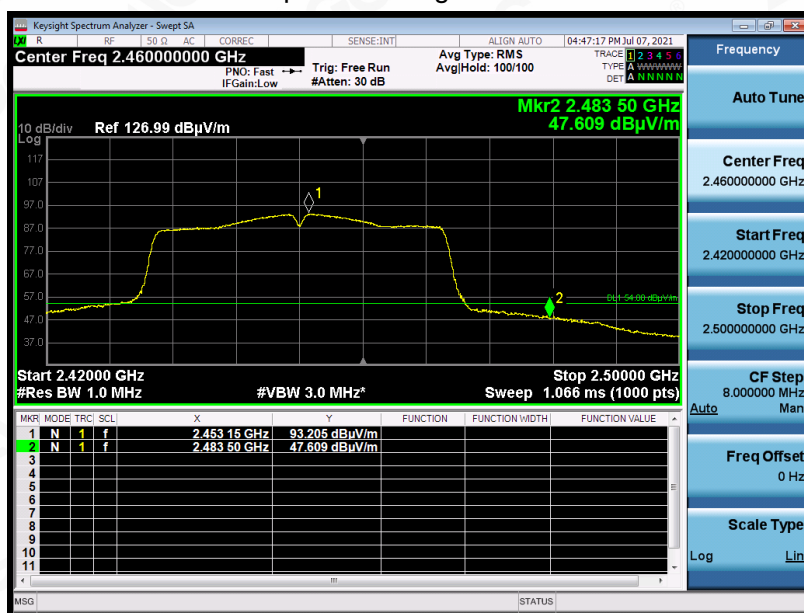 Keysight Spectrum Analyzer - Swept SA
LXI R RF 50 Ω AC CORREC SENSE:INT ALIGN AUTO 04:47:17 PM Jul 07, 2021
Center Freq 2.460000000 GHz
PNO: Fast
IFGain:Low
Trig: Free Run
#Atten: 30 dB
Avg Type: RMS
Avg|Hold: 100/100
TRACE 1 2 3 4 5 6
TYPE A WWWWW
DET A N N N N N
Mkr2 2.483 50 GHz
47.609 dBµV/m
10 dB/div Ref 126.99 dBµV/m
Log
117
107
97.0
87.0
77.0
67.0
57.0
47.0
37.0
1
2
DL1 54.00 dBµV/m
Start 2.42000 GHz Stop 2.50000 GHz
#Res BW 1.0 MHz #VBW 3.0 MHz* Sweep 1.066 ms (1000 pts)
MKR MODE TRC SCL X Y FUNCTION FUNCTION WIDTH FUNCTION VALUE
1 N 1 f 2.453 15 GHz 93.205 dBµV/m
2 N 1 f 2.483 50 GHz 47.609 dBµV/m
3
4
5
6
7
8
9
10
11
MSG STATUS
Frequency
Auto Tune
Center Freq
2.460000000 GHz
Start Freq
2.420000000 GHz
Stop Freq
2.500000000 GHz
CF Step
8.000000 MHz
Auto Man
Freq Offset
0 Hz
Scale Type
Log Lin